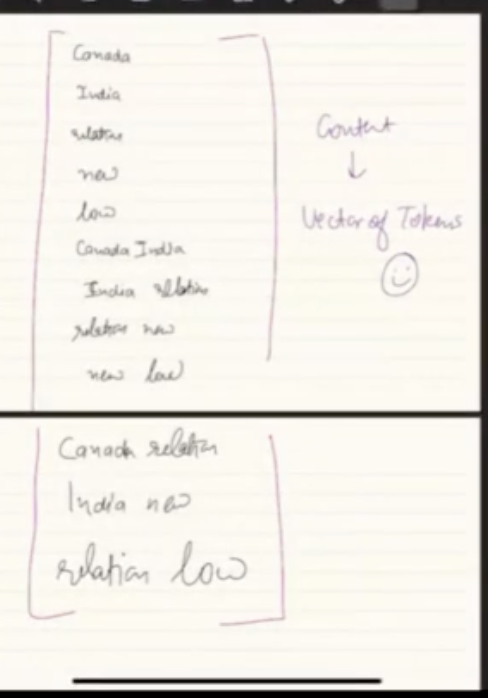 Canada
India
relation
new
low
Canada India
India relation
relation new
new low
Content
↓
Vector of Tokens
Canada relation
India new
relation low